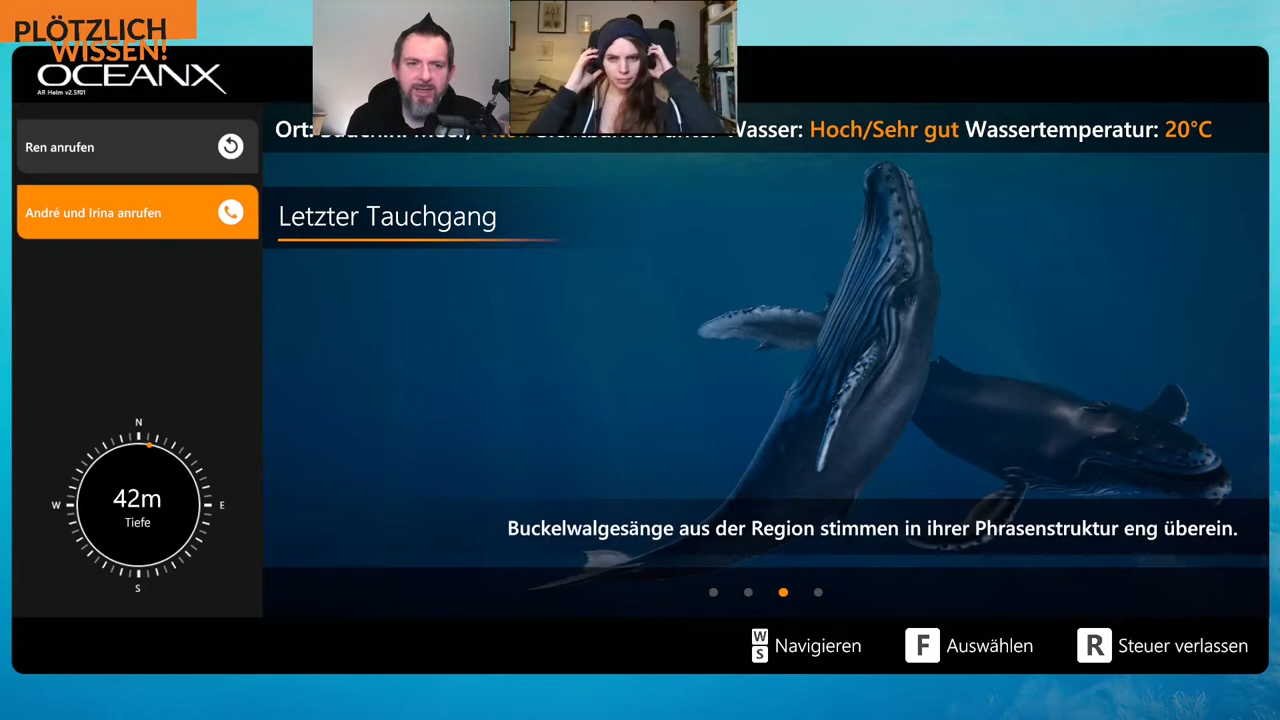 PLÖTZLICH
WISSEN!
OCEANX
AR Helm v2.5f01
Ort: Wasser: Hoch/Sehr gut Wassertemperatur: 20°C
Ren anrufen
André und Irina anrufen
Letzter Tauchgang
N
W
E
S
42m
Tiefe
Buckelwalgesänge aus der Region stimmen in ihrer Phrasenstruktur eng überein.
W
S
Navigieren
F Auswählen
R Steuer verlassen